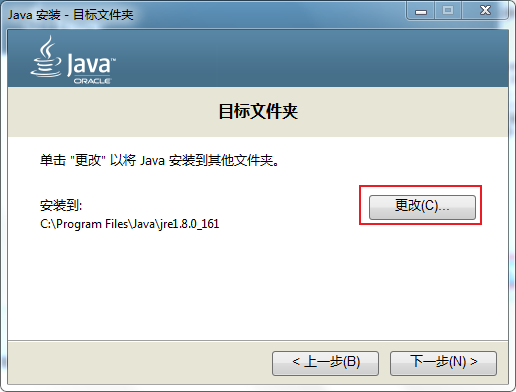 Java 安装 - 目标文件夹
Java™
ORACLE
目标文件夹
单击 "更改" 以将 Java 安装到其他文件夹。
安装到:
更改(C)...
C:\Program Files\Java\jre1.8.0_161
< 上一步(B)
下一步(N) >